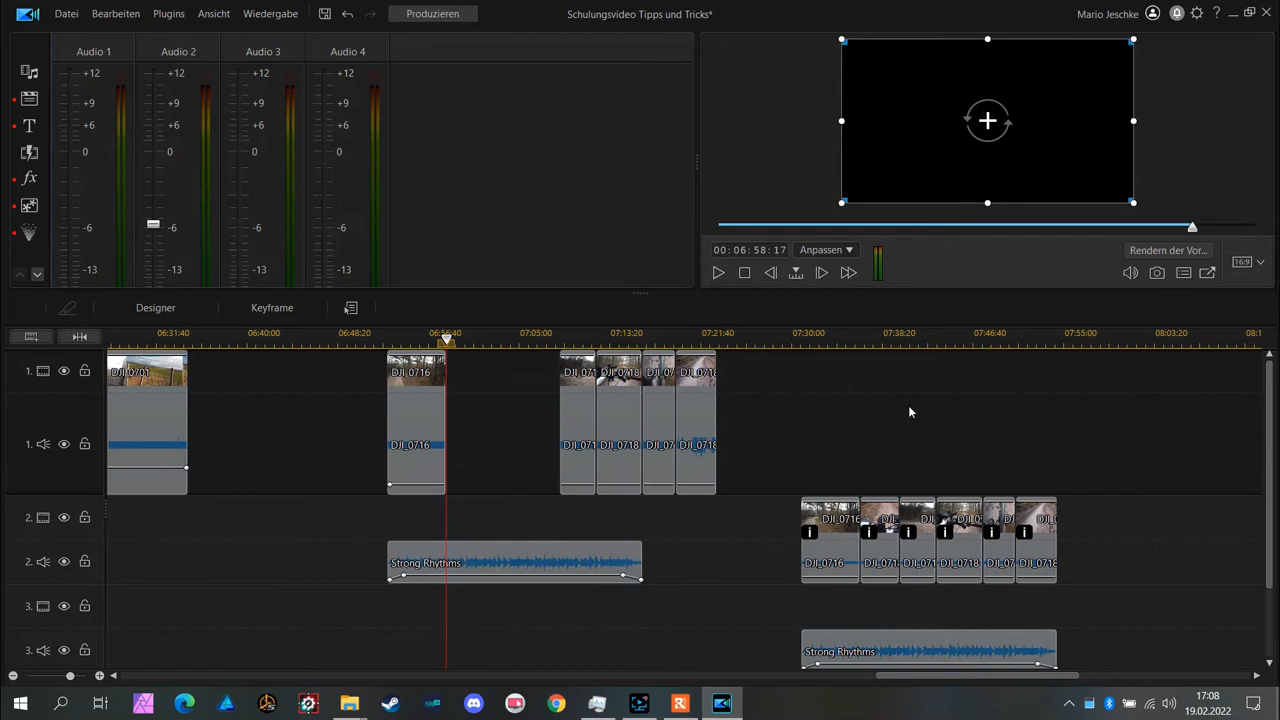 Datei Bearbeiten Plugins Ansicht Wiedergabe Produzieren Schulungsvideo Tipps und Tricks* Mario Jeschke ?
Audio 1 Audio 2 Audio 3 Audio 4
+12 +12 +12 +12
+9 +9 +9 +9
+6 +6 +6 +6
0 0 0 0
-6 -6 -6 -6
-13 -13 -13 -13
T
fx
00:06:58:17 Anpassen Rendern der Vor...
16:9
Designer Keyframe
06:31:40 06:40:00 06:48:20 06:56:40 07:05:00 07:13:20 07:21:40 07:30:00 07:38:20 07:46:40 07:55:00 08:03:20 08:1
1. DJI_0701 DJI_0716 DJI_071 DJI_0718 DJI_07 DJI_0718
1. DJI_0716 DJI_071 DJI_0718 DJI_07 DJI_0718
2. DJI_0716 DJI_ DJI_0 DJI_0 DJI DJI_0
i i i i i i
2. Strong Rhythms DJI_0716 DJI_071 DJI_071 DJI_0718 DJI_07 DJI_0718
3.
3. Strong Rhythms
17:08
19.02.2022